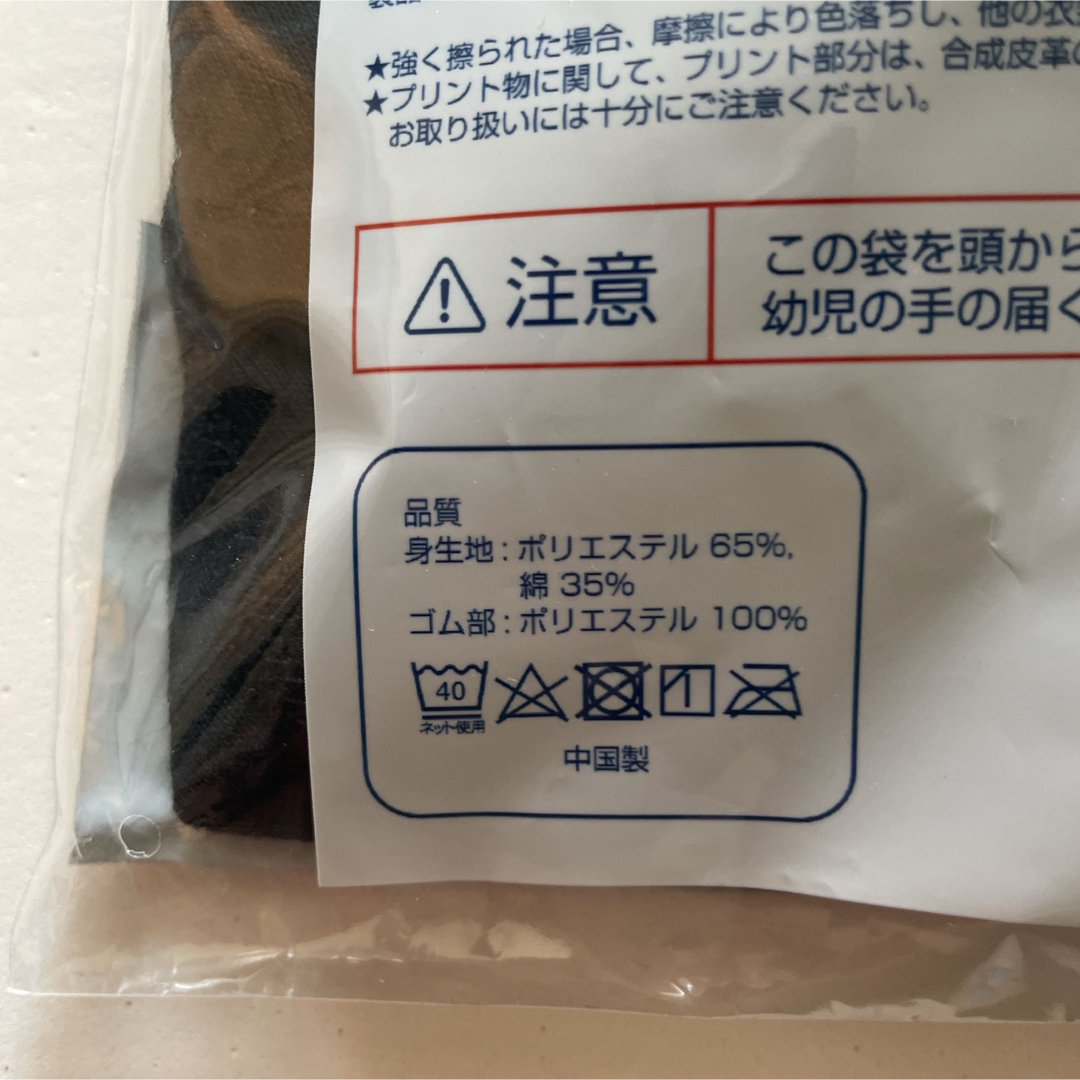 ★強く擦られた場合、摩擦により色落ちし、他の衣
★プリント物に関して、プリント部分は、合成皮革の
お取り扱いには十分にご注意ください。
注意
この袋を頭から
幼児の手の届く
品質
身生地:ポリエステル 65%,
綿 35%
ゴム部:ポリエステル 100%
40
ネット使用
中国製